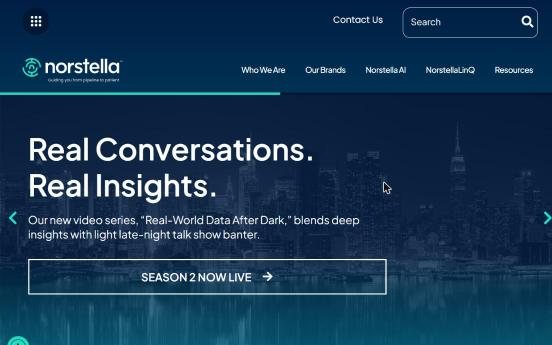 Contact Us
Search
norstella
Guiding you from pipeline to patient
Who We Are
Our Brands
Norstella AI
NorstellaLinQ
Resources
Real Conversations.
Real Insights.
Our new video series, “Real-World Data After Dark,” blends deep
insights with light late-night talk show banter.
SEASON 2 NOW LIVE